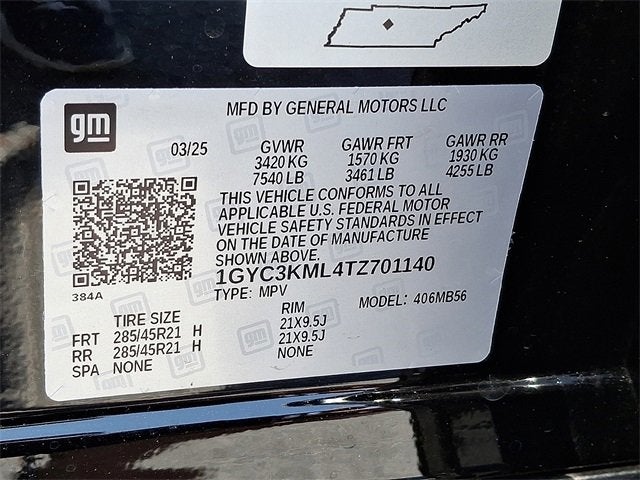 gm
MFD BY GENERAL MOTORS LLC
03/25 GVWR GAWR FRT GAWR RR
3420 KG 1570 KG 1930 KG
7540 LB 3461 LB 4255 LB
THIS VEHICLE CONFORMS TO ALL
APPLICABLE U.S. FEDERAL MOTOR
VEHICLE SAFETY STANDARDS IN EFFECT
ON THE DATE OF MANUFACTURE
SHOWN ABOVE.
1GYC3KML4TZ701140
384A
TYPE: MPV MODEL: 406MB56
TIRE SIZE RIM
FRT 285/45R21 H 21X9.5J
RR 285/45R21 H 21X9.5J
SPA NONE NONE